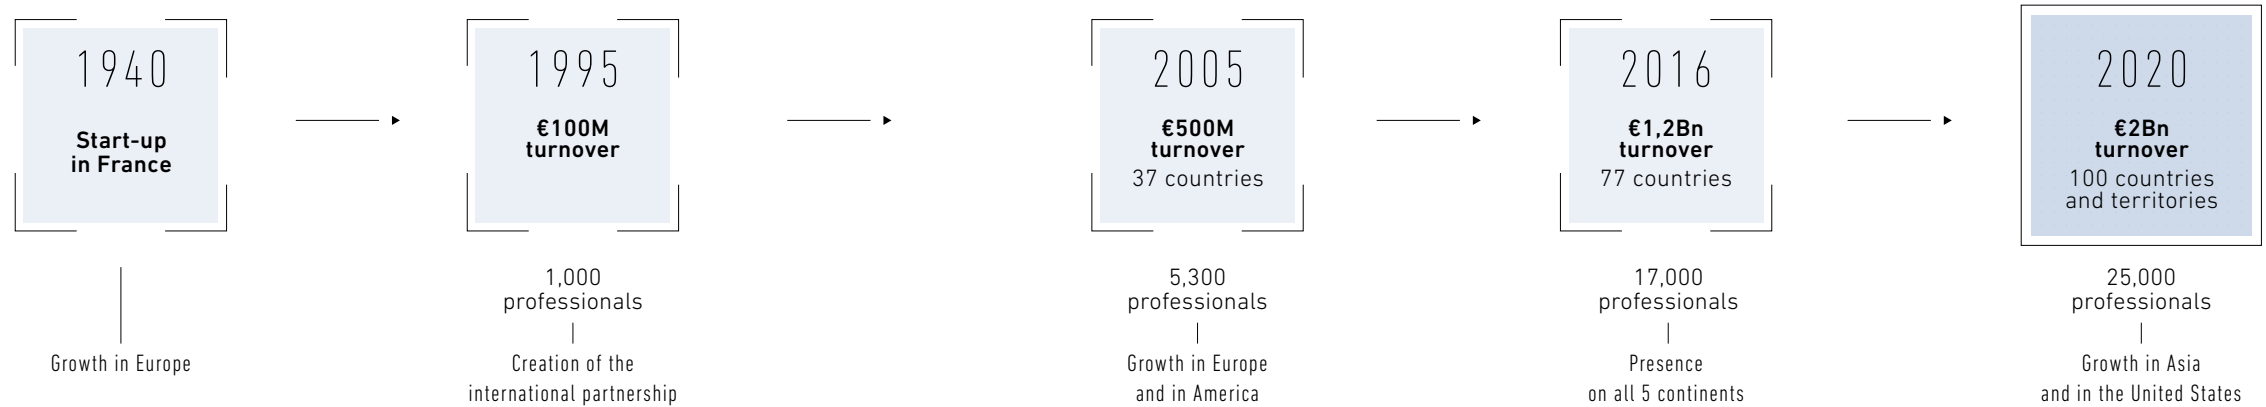 1940
Start-up
in France
Growth in Europe
1995
€100M
turnover
1,000
professionals
Creation of the
international partnership
2005
€500M
turnover
37 countries
5,300
professionals
Growth in Europe
and in America
2016
€1,2Bn
turnover
77 countries
17,000
professionals
Presence
on all 5 continents
2020
€2Bn
turnover
100 countries
and territories
25,000
professionals
Growth in Asia
and in the United States